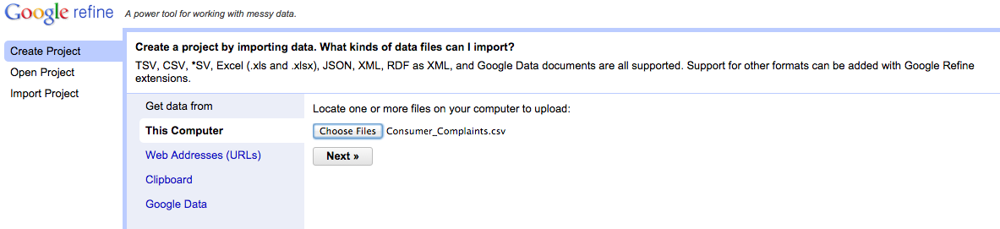 Google refine A power tool for working with messy data.
Create Project
Open Project
Import Project
Create a project by importing data. What kinds of data files can I import?
TSV, CSV, *SV, Excel (.xls and .xlsx), JSON, XML, RDF as XML, and Google Data documents are all supported. Support for other formats can be added with Google Refine
extensions.
Get data from
This Computer
Web Addresses (URLs)
Clipboard
Google Data
Locate one or more files on your computer to upload:
Choose Files Consumer_Complaints.csv
Next »